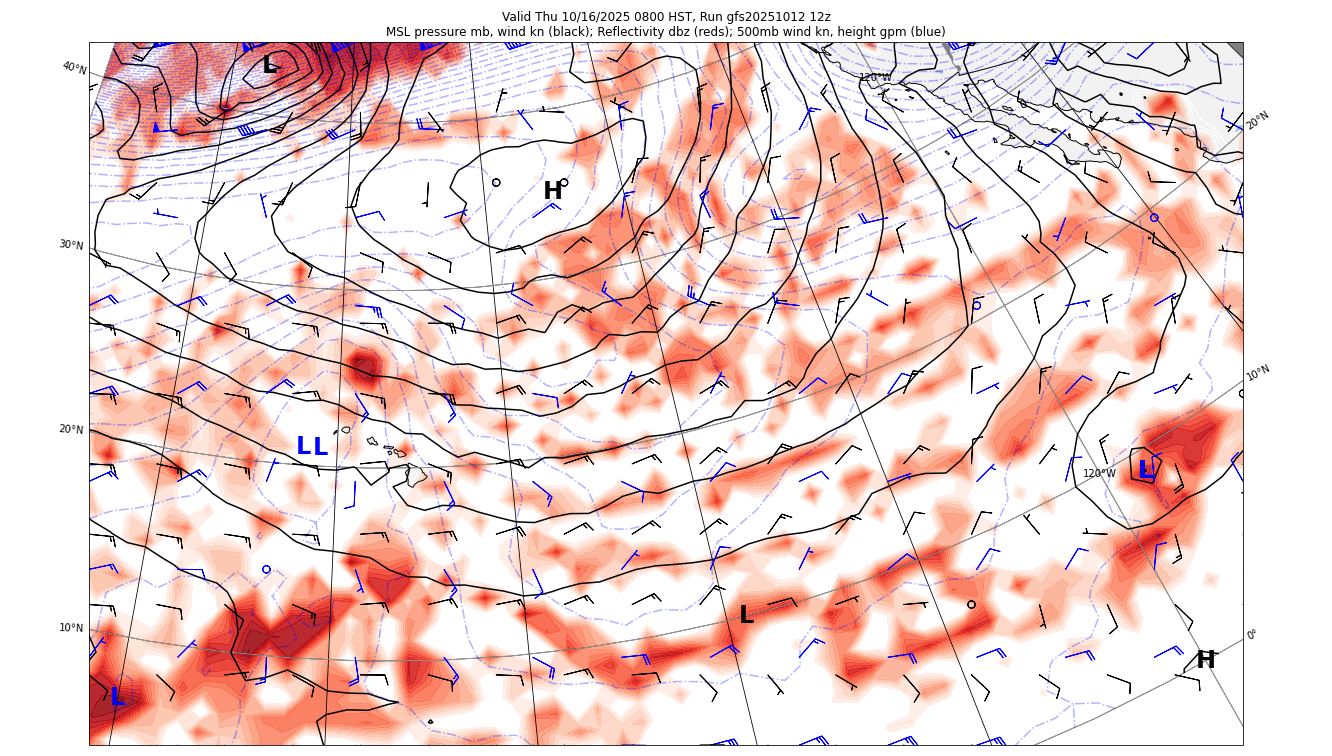 Valid Thu 10/16/2025 0800 HST, Run gfs20251012 12z
MSL pressure mb, wind kn (black); Reflectivity dbz (reds); 500mb wind kn, height gpm (blue)
40°N
L
120°W
20°N
H
30°N
10°N
20°N
L L
120°W
L
10°N
L
0°
H
L